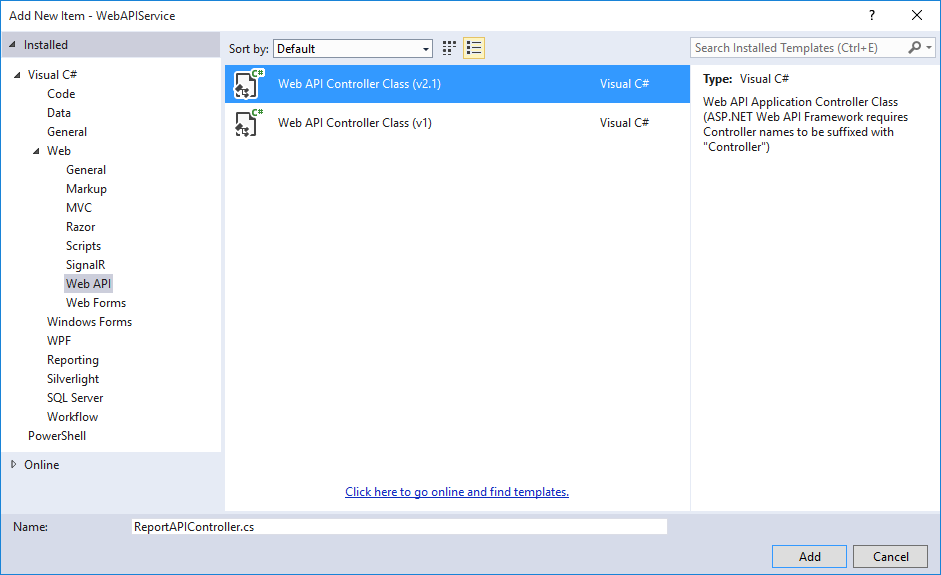 Add New Item - WebAPIService
?
Installed
Sort by: Default
Search Installed Templates (Ctrl+E)
Visual C#
Code
Data
General
Web
General
Markup
MVC
Razor
Scripts
SignalR
Web API
Web Forms
Windows Forms
WPF
Reporting
Silverlight
SQL Server
Workflow
PowerShell
Online
C# Web API Controller Class (v2.1) Visual C#
C# Web API Controller Class (v1) Visual C#
Click here to go online and find templates.
Type: Visual C#
Web API Application Controller Class
(ASP.NET Web API Framework requires
Controller names to be suffixed with
"Controller")
Name: ReportAPIController.cs
Add Cancel